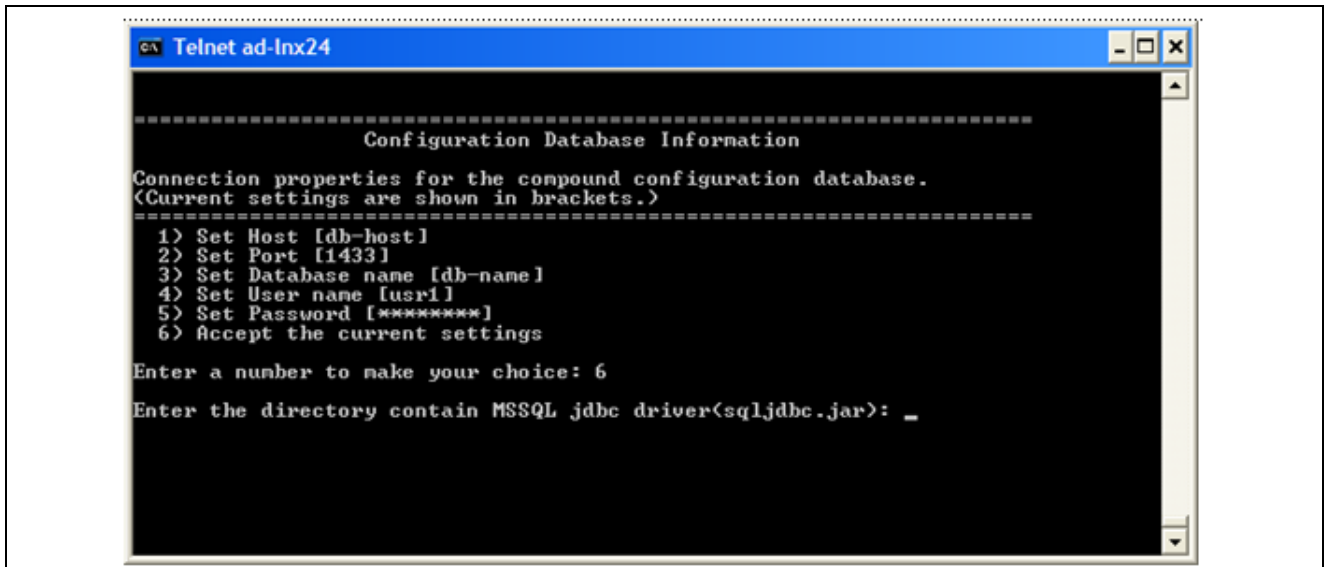 Telnet ad-lnx24
======================================================================
Configuration Database Information
Connection properties for the compound configuration database.
(Current settings are shown in brackets.)
======================================================================
1) Set Host [db-host]
2) Set Port [1433]
3) Set Database name [db-name]
4) Set User name [usr1]
5) Set Password [********]
6) Accept the current settings
Enter a number to make your choice: 6
Enter the directory contain MSSQL jdbc driver(sqljdbc.jar): _